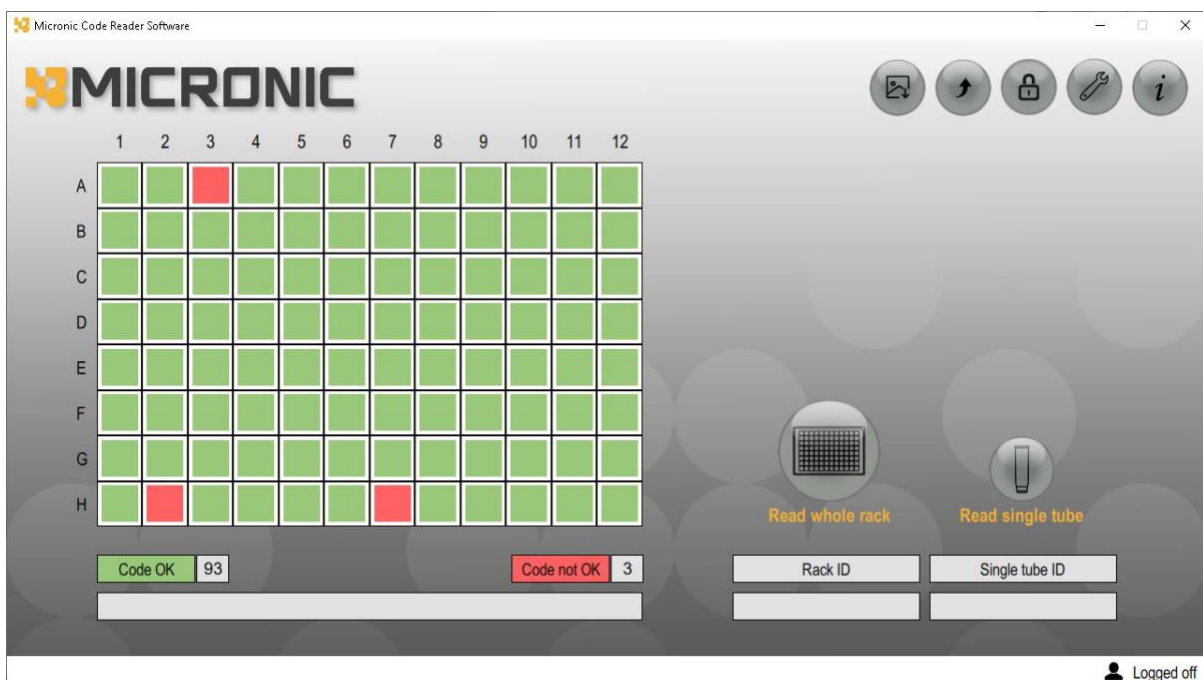 Micronic Code Reader Software
MICRONIC
i
1 2 3 4 5 6 7 8 9 10 11 12
A
B
C
D
E
F
G
H
Read whole rack Read single tube
Code OK 93 Code not OK 3 Rack ID Single tube ID
Logged off